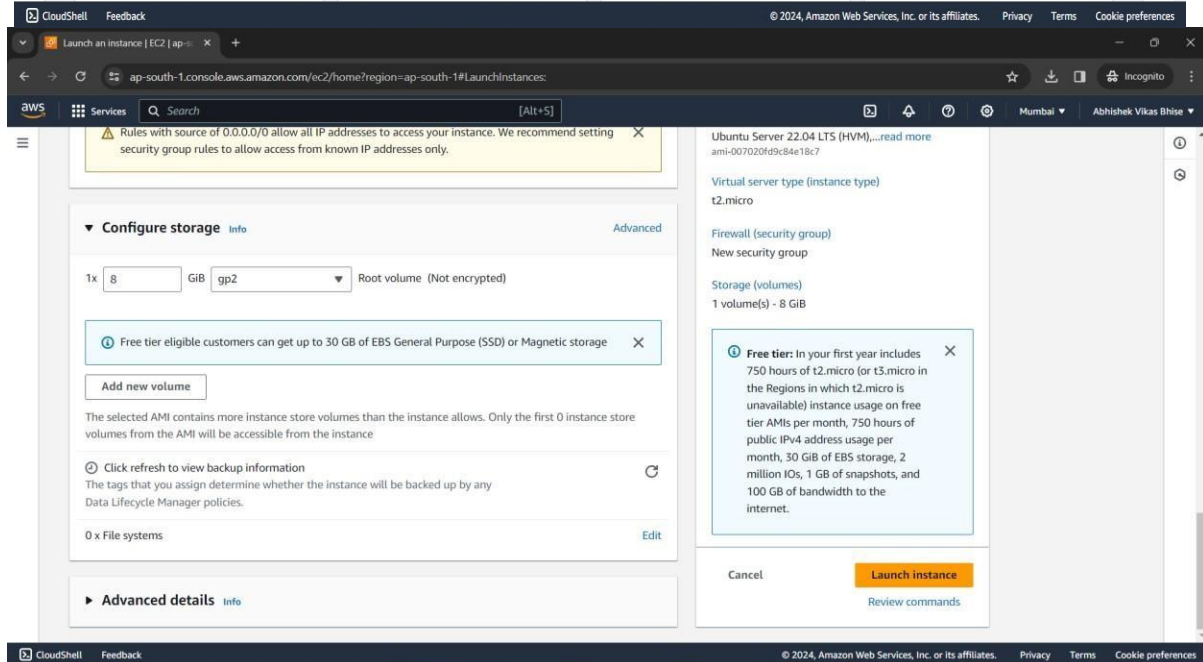 CloudShell Feedback © 2024, Amazon Web Services, Inc. or its affiliates. Privacy Terms Cookie preferences
Launch an instance | EC2 | ap-s
ap-south-1.console.aws.amazon.com/ec2/home?region=ap-south-1#LaunchInstances: Incognito
aws Services Search [Alt+S] Mumbai Abhishek Vikas Bhise
Rules with source of 0.0.0.0/0 allow all IP addresses to access your instance. We recommend setting
security group rules to allow access from known IP addresses only.
Configure storage Info Advanced
1x 8 GiB gp2 Root volume (Not encrypted)
Free tier eligible customers can get up to 30 GB of EBS General Purpose (SSD) or Magnetic storage
Add new volume
The selected AMI contains more instance store volumes than the instance allows. Only the first 0 instance store
volumes from the AMI will be accessible from the instance
Click refresh to view backup information
The tags that you assign determine whether the instance will be backed up by any
Data Lifecycle Manager policies.
0 x File systems Edit
Advanced details Info
Ubuntu Server 22.04 LTS (HVM),...read more
ami-007020fd9c84e18c7
Virtual server type (instance type)
t2.micro
Firewall (security group)
New security group
Storage (volumes)
1 volume(s) - 8 GiB
Free tier: In your first year includes
750 hours of t2.micro (or t3.micro in
the Regions in which t2.micro is
unavailable) instance usage on free
tier AMIs per month, 750 hours of
public IPv4 address usage per
month, 30 GiB of EBS storage, 2
million IOs, 1 GB of snapshots, and
100 GB of bandwidth to the
internet.
Cancel Launch instance
Review commands
CloudShell Feedback © 2024, Amazon Web Services, Inc. or its affiliates. Privacy Terms Cookie preferences